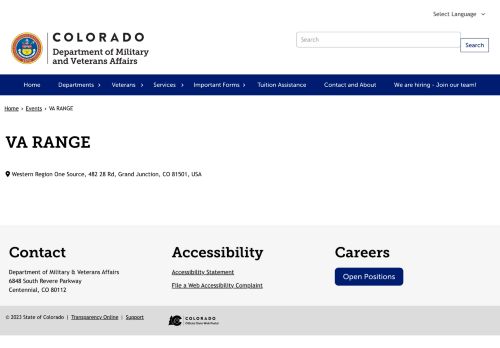 Select Language
COLORADO
Department of Military
and Veterans Affairs
Search
Search
Home Departments Veterans Services Important Forms Tuition Assistance Contact and About We are hiring - Join our team!
Home › Events › VA RANGE
VA RANGE
Western Region One Source, 482 28 Rd, Grand Junction, CO 81501, USA
Contact
Department of Military & Veterans Affairs
6848 South Revere Parkway
Centennial, CO 80112
Accessibility
Accessibility Statement
File a Web Accessibility Complaint
Careers
Open Positions
© 2023 State of Colorado | Transparency Online | Support
COLORADO
Official State Web Portal